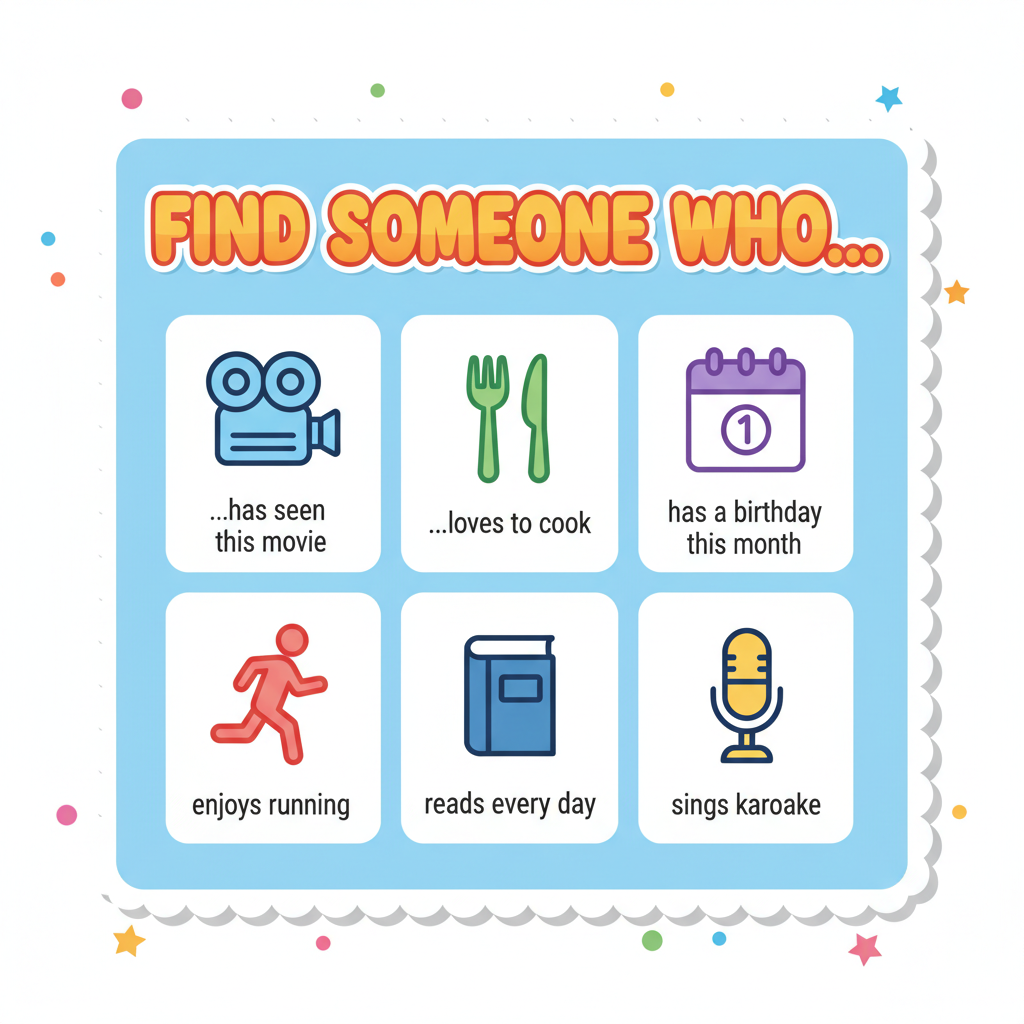 FIND SOMEONE WHO...
...has seen
this movie
...loves to cook
has a birthday
this month
1
enjoys running
reads every day
sings karoake